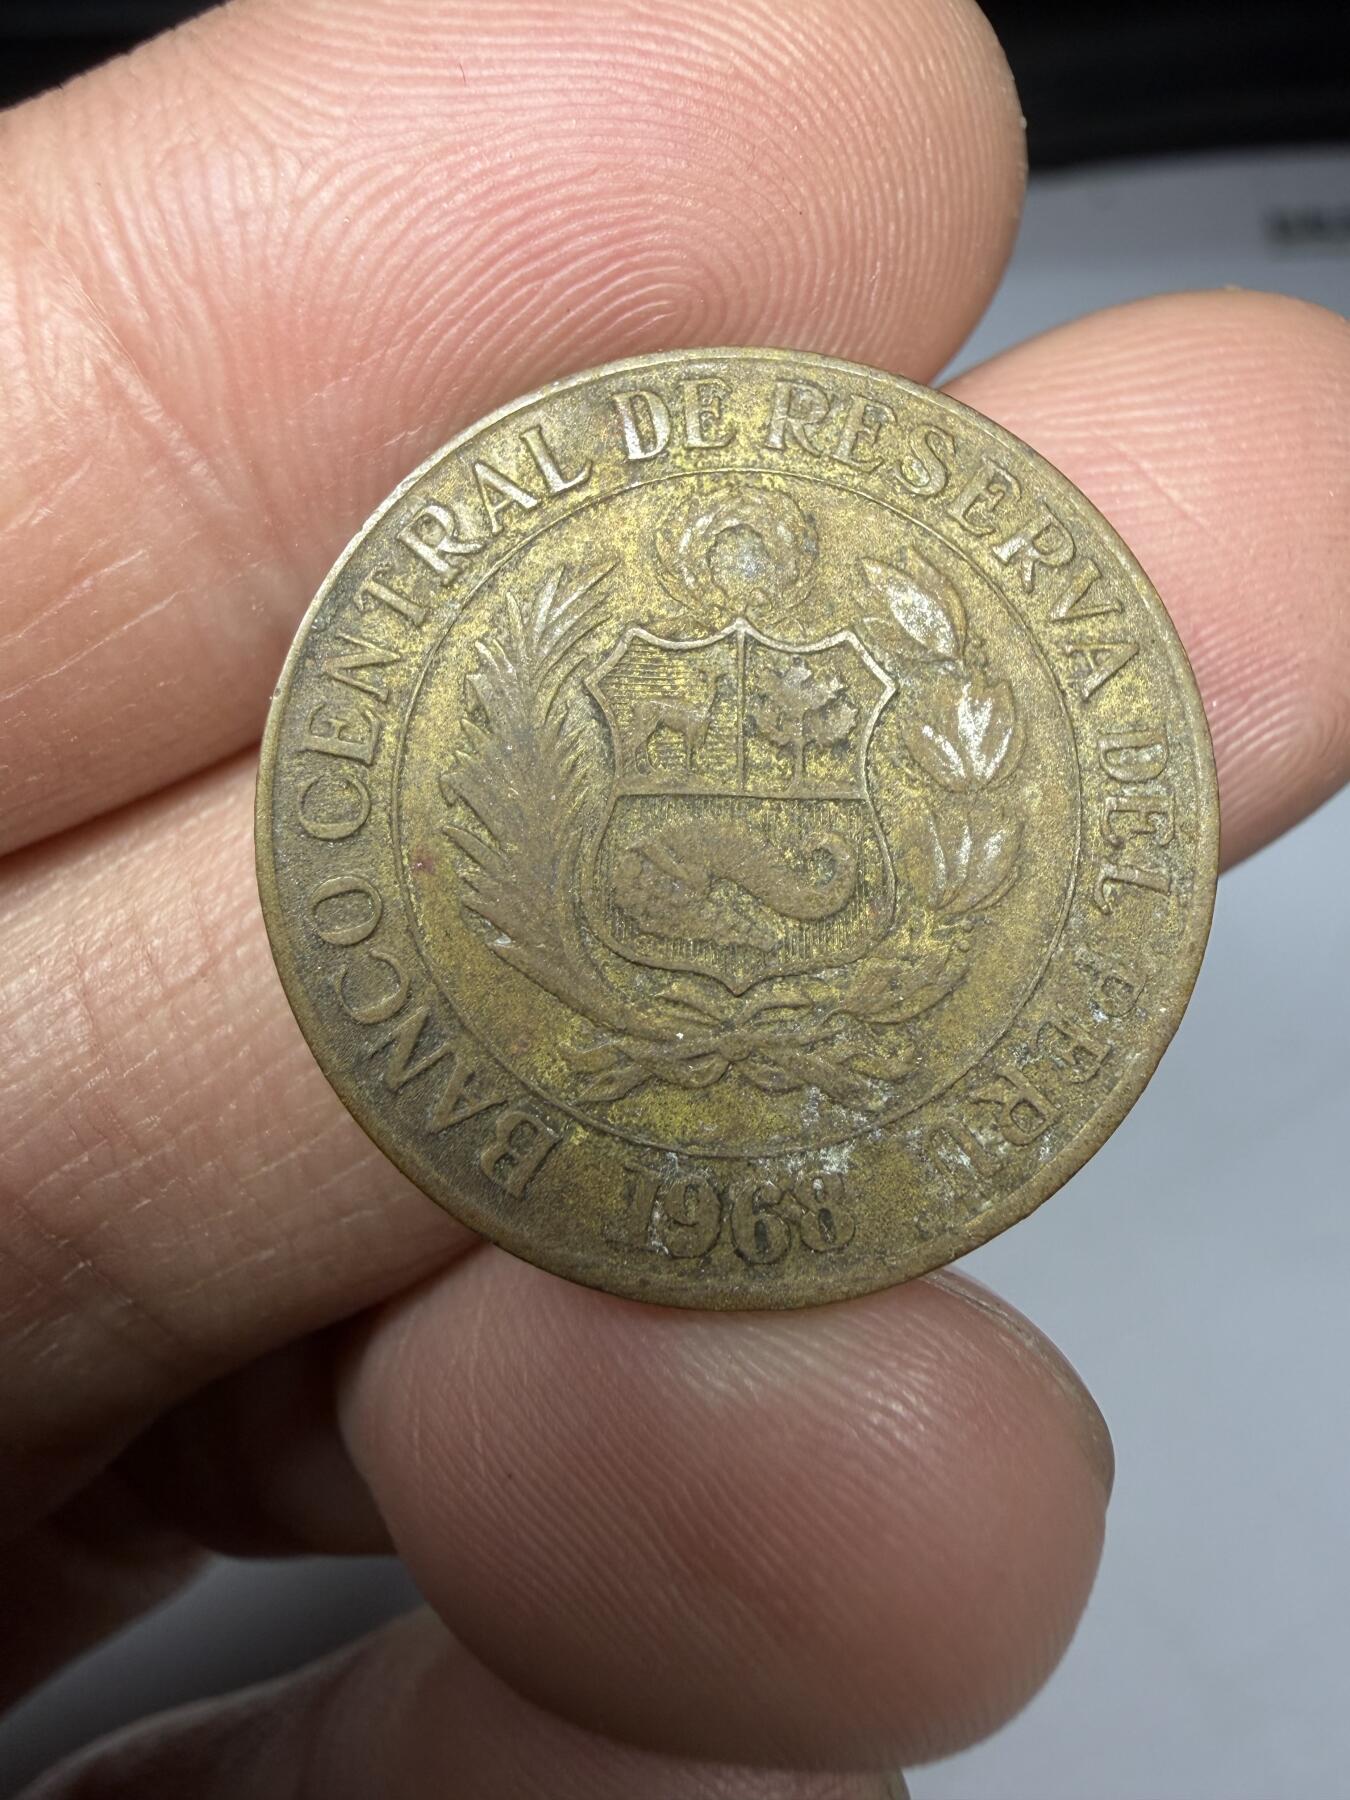 BANCO CENTRAL DE RESERVA DEL PERU
1968